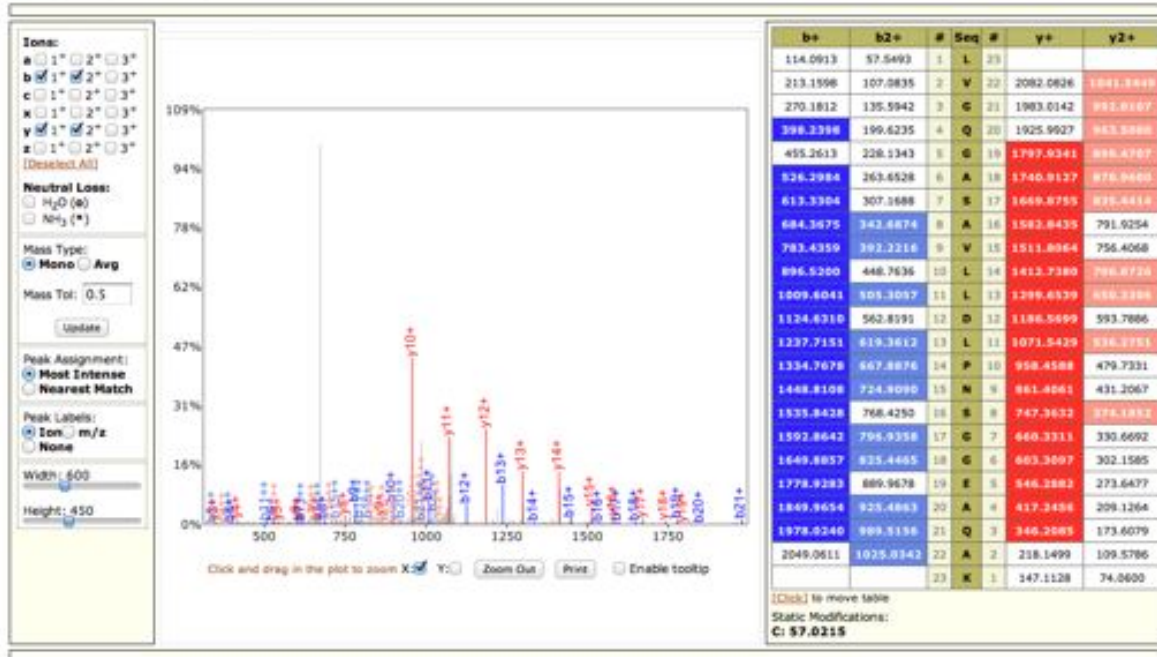 Ions:
a 1+ 2+ 3+
b 1+ 2+ 3+
c 1+ 2+ 3+
x 1+ 2+ 3+
y 1+ 2+ 3+
z 1+ 2+ 3+
[Deselect All]
Neutral Loss:
H2O (o)
NH3 (*)
Mass Type:
Mono Avg
Mass Tol: 0.5
Update
Peak Assignment:
Most Intense
Nearest Match
Peak Labels:
Ion m/z
None
Width: 600
Height: 450
109%
94%
78%
62%
47%
31%
16%
0%
y10+
y11+
y12+
y13+
y14+
b12+
b13+
b14+
b15+
b20+
b21+
500 750 1000 1250 1500 1750
Click and drag in the plot to zoom X: Y: Zoom Out Print Enable tooltip
b+ b2+ # Seq # y+ y2+
114.0913 57.5493 1 L 23
213.1598 107.0835 2 V 22 2082.0826
270.1812 135.5942 3 G 21 1983.0142
398.2398 199.6235 4 Q 20 1925.9927
455.2613 228.1343 5 G 19 1797.9341
526.2984 263.6528 6 A 18 1740.9127
613.3304 307.1688 7 S 17 1669.8755
684.3675 342.6874 8 A 16 1582.8435 791.9254
783.4359 392.2216 9 V 15 1511.8064 756.4068
896.5200 448.7636 10 L 14 1412.7380
1009.6041 505.3057 11 L 13 1299.6539
1124.6310 562.8191 12 D 12 1186.5699 593.7886
1237.7151 619.3612 13 L 11 1071.5429
1334.7678 667.8876 14 P 10 958.4588 479.7331
1448.8108 724.9090 15 N 9 861.4061 431.2067
1535.8428 768.4250 16 S 8 747.3632
1592.8642 796.9358 17 G 7 660.3311 330.6692
1649.8857 825.4465 18 G 6 603.3097 302.1585
1778.9283 889.9678 19 E 5 546.2882 273.6477
1849.9654 925.4863 20 A 4 417.2456 209.1264
1978.0240 989.5156 21 Q 3 346.2085 173.6079
2049.0611 1025.0342 22 A 2 218.1499 109.5786
23 K 1 147.1128 74.0600
[Click] to move table
Static Modifications:
C: 57.0215